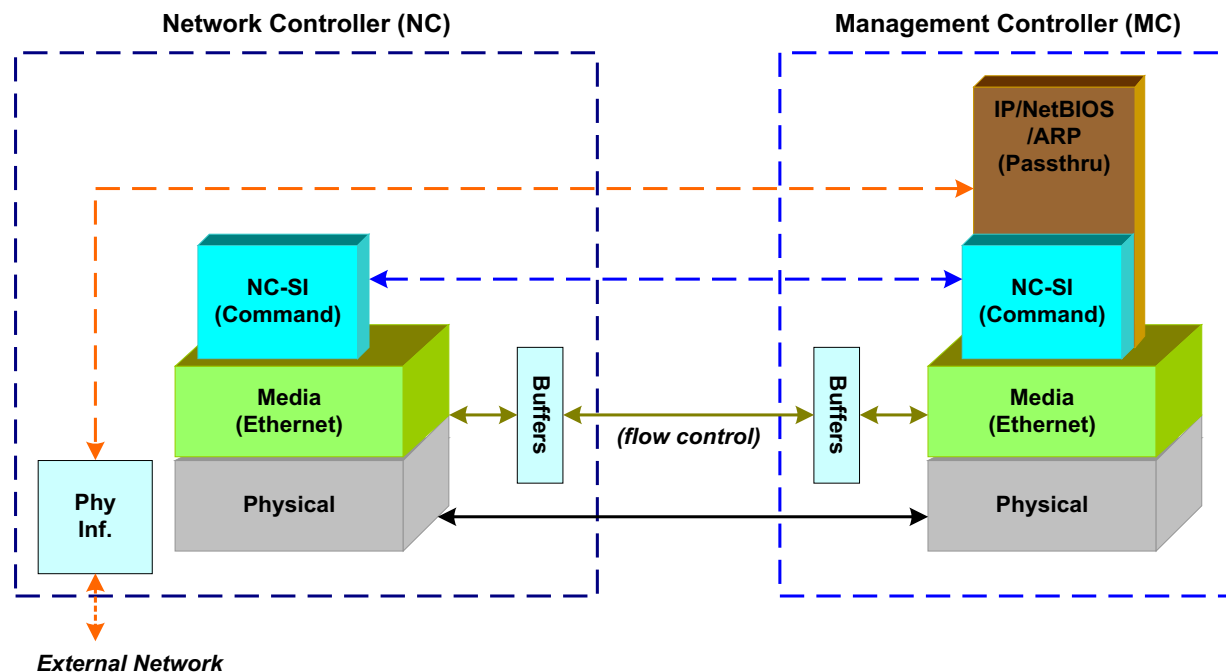 Network Controller (NC)
Management Controller (MC)
IP/NetBIOS
/ARP
(Passthru)
NC-SI
(Command)
NC-SI
(Command)
Media
(Ethernet)
Buffers
(flow control)
Buffers
Media
(Ethernet)
Phy
Inf.
Physical
Physical
External Network